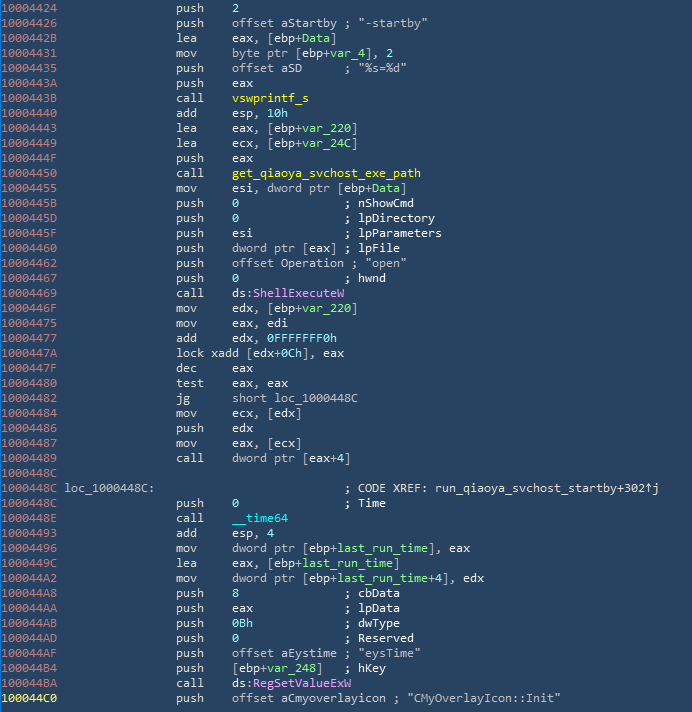 10004424 push 2
10004426 push offset aStartby ; "-startby"
1000442B lea eax, [ebp+Data]
10004431 mov byte ptr [ebp+var_4], 2
10004435 push offset aSD ; "%s=%d"
1000443A push eax
1000443B call vswprintf_s
10004440 add esp, 10h
10004443 lea eax, [ebp+var_220]
10004449 lea ecx, [ebp+var_24C]
1000444F push eax
10004450 call get_qiaoya_svchost_exe_path
10004455 mov esi, dword ptr [ebp+Data]
1000445B push 0 ; nShowCmd
1000445D push 0 ; lpDirectory
1000445F push esi ; lpParameters
10004460 push dword ptr [eax] ; lpFile
10004462 push offset Operation ; "open"
10004467 push 0 ; hwnd
10004469 call ds:ShellExecuteW
1000446F mov edx, [ebp+var_220]
10004475 mov eax, edi
10004477 add edx, 0FFFFFFF0h
1000447A lock xadd [edx+0Ch], eax
1000447F dec eax
10004480 test eax, eax
10004482 jg short loc_1000448C
10004484 mov ecx, [edx]
10004486 push edx
10004487 mov eax, [ecx]
10004489 call dword ptr [eax+4]
1000448C
1000448C loc_1000448C: ; CODE XREF: run_qiaoya_svchost_startby+302↑j
1000448C push 0 ; Time
1000448E call __time64
10004493 add esp, 4
10004496 mov dword ptr [ebp+last_run_time], eax
1000449C lea eax, [ebp+last_run_time]
100044A2 mov dword ptr [ebp+last_run_time+4], edx
100044A8 push 8 ; cbData
100044AA push eax ; lpData
100044AB push 0Bh ; dwType
100044AD push 0 ; Reserved
100044AF push offset aEystime ; "eysTime"
100044B4 push [ebp+var_248] ; hKey
100044BA call ds:RegSetValueExW
100044C0 push offset aCmyoverlayicon ; "CMyOverlayIcon::Init"